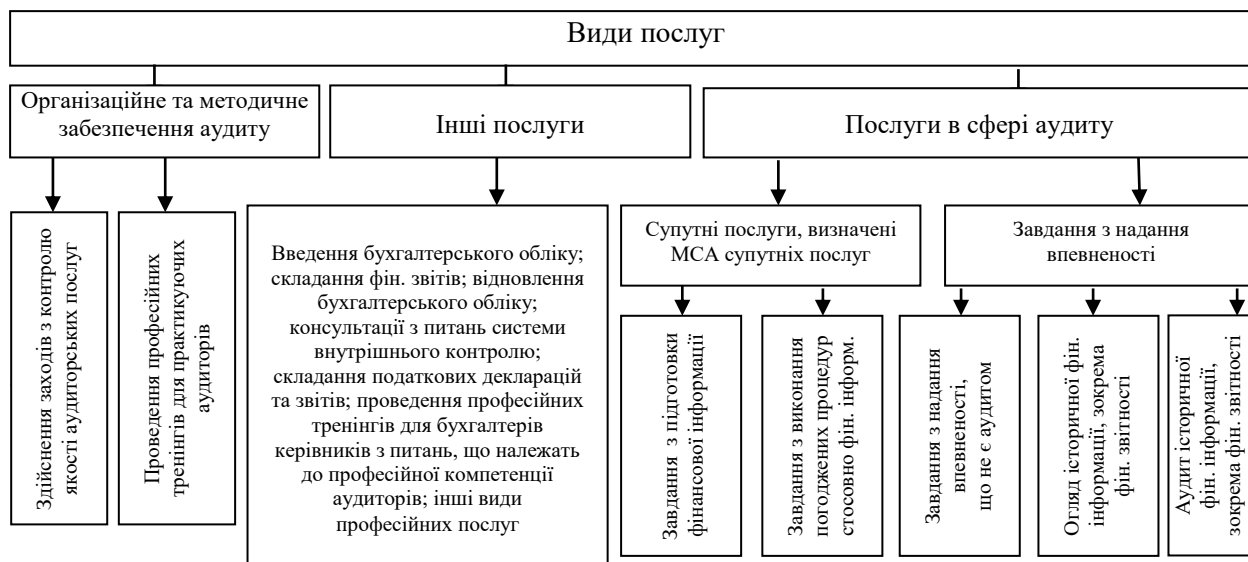 Види послуг
Організаційне та методичне
забезпечення аудиту
Інші послуги
Послуги в сфері аудиту
Здійснення заходів з контролю
якості аудиторських послуг
Проведення професійних
тренінгів для практикуючих
аудиторів
Введення бухгалтерського обліку;
складання фін. звітів; відновлення
бухгалтерського обліку;
консультації з питань системи
внутрішнього контролю;
складання податкових декларацій
та звітів; проведення професійних
тренінгів для бухгалтерів
керівників з питань, що належать
до професійної компетенції
аудиторів; інші види
професійних послуг
Супутні послуги, визначені
МСА супутніх послуг
Завдання з надання
впевненості
Завдання з підготовки
фінансової інформації
Завдання з виконання
погоджених процедур
стосовно фін. інформ.
Завдання з надання
впевненості,
що не є аудитом
Огляд історичної фін.
інформації, зокрема
фін. звітності
Аудит історичної
фін. інформації,
зокрема фін. звітності